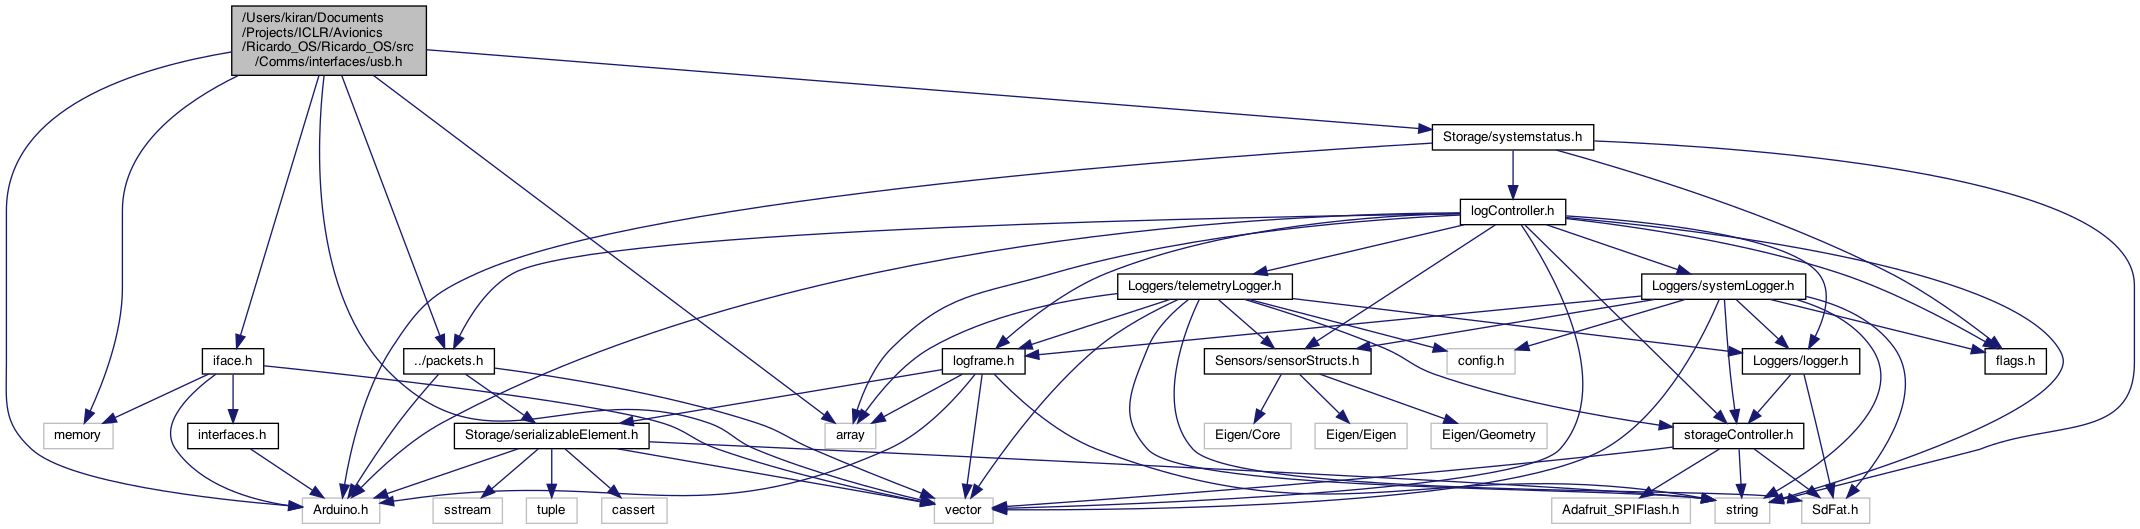 /Users/kiran/Documents
/Projects/ICLR/Avionics
/Ricardo_OS/Ricardo_OS/src
/Comms/interfaces/usb.h
Storage/systemstatus.h
logController.h
Loggers/telemetryLogger.h
Loggers/systemLogger.h
iface.h
../packets.h
logframe.h
Sensors/sensorStructs.h
config.h
Loggers/logger.h
flags.h
memory
interfaces.h
Storage/serializableElement.h
array
Eigen/Core
Eigen/Eigen
Eigen/Geometry
storageController.h
Arduino.h
sstream
tuple
cassert
vector
Adafruit_SPIFlash.h
string
SdFat.h